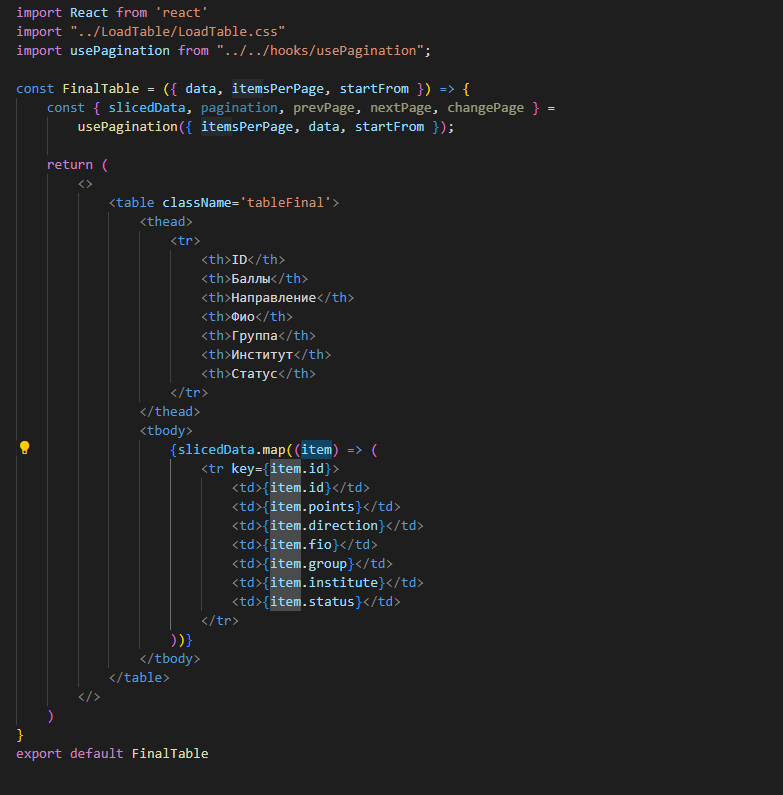 import React from 'react'
import "../LoadTable/LoadTable.css"
import usePagination from "../../hooks/usePagination";
const FinalTable = ({ data, itemsPerPage, startFrom }) => {
const { slicedData, pagination, prevPage, nextPage, changePage } =
usePagination({ itemsPerPage, data, startFrom });
return (
<>
<table className='tableFinal'>
<thead>
<tr>
<th>ID</th>
<th>Баллы</th>
<th>Направление</th>
<th>Фио</th>
<th>Группа</th>
<th>Институт</th>
<th>Статус</th>
</tr>
</thead>
<tbody>
{slicedData.map((item) => (
<tr key={item.id}>
<td>{item.id}</td>
<td>{item.points}</td>
<td>{item.direction}</td>
<td>{item.fio}</td>
<td>{item.group}</td>
<td>{item.institute}</td>
<td>{item.status}</td>
</tr>
))}
</tbody>
</table>
</>
)
}
export default FinalTable